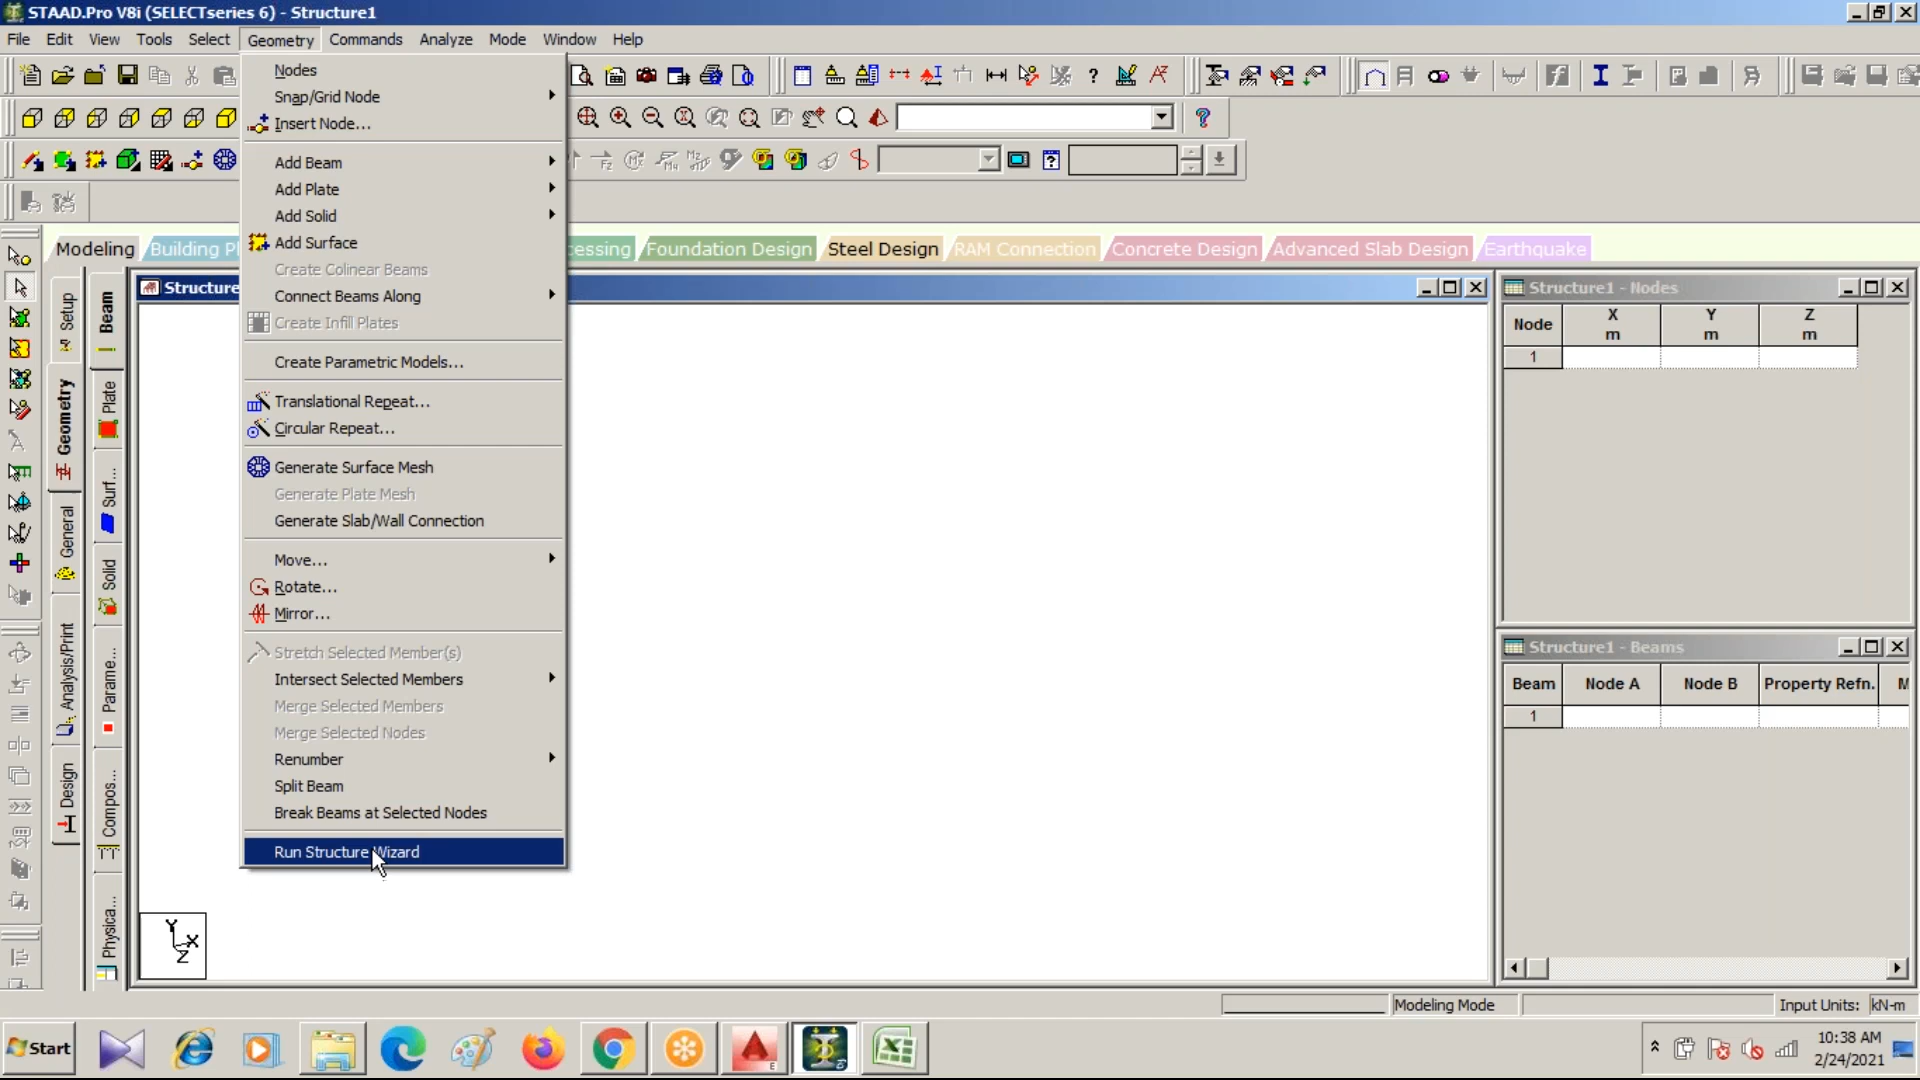 STAAD.Pro V8i (SELECTseries 6) - Structure1
File Edit View Tools Select Geometry Commands Analyze Mode Window Help
Nodes
Snap/Grid Node
Insert Node...
Add Beam
Add Plate
Add Solid
Add Surface
Create Colinear Beams
Connect Beams Along
Create Infill Plates
Create Parametric Models...
Translational Repeat...
Circular Repeat...
Generate Surface Mesh
Generate Plate Mesh
Generate Slab/Wall Connection
Move...
Rotate...
Mirror...
Stretch Selected Member(s)
Intersect Selected Members
Merge Selected Members
Merge Selected Nodes
Renumber
Split Beam
Break Beams at Selected Nodes
Run Structure Wizard
Modeling Building P cessing Foundation Design Steel Design RAM Connection Concrete Design Advanced Slab Design Earthquake
Setup
Geometry
General
Analysis/Print
Design
Beam
Plate
Surf...
Solid
Parame...
Compos...
Physica...
Structure
Y
X
Z
Structure1 - Nodes
Node X m Y m Z m
1
Structure1 - Beams
Beam Node A Node B Property Refn. M
1
Modeling Mode Input Units: kN-m
Start
10:38 AM
2/24/2021